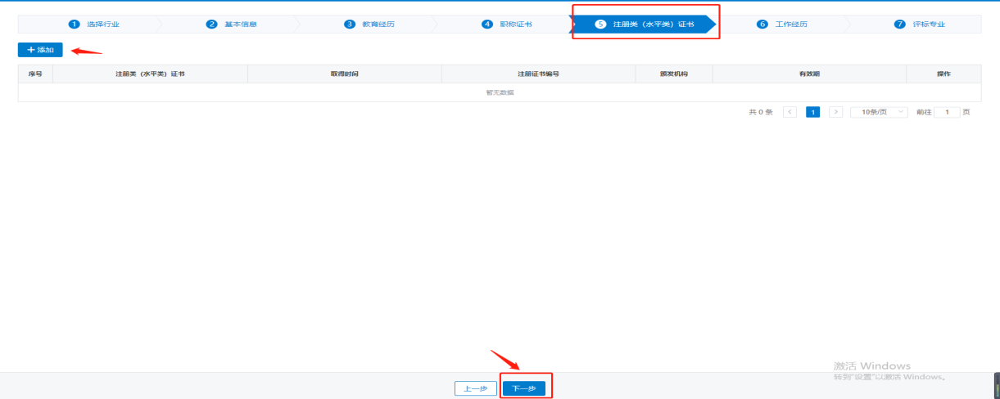 1 选择行业 2 基本信息 3 教育经历 4 职称证书 5 注册类（水平类）证书 6 工作经历 7 评标专业
+ 添加
序号 注册类（水平类）证书 取得时间 注册证书编号 颁发机构 有效期 操作
暂无数据
共 0 条 < 1 > 10条/页 前往 1 页
激活 Windows
转到"设置"以激活 Windows。
上一步 下一步